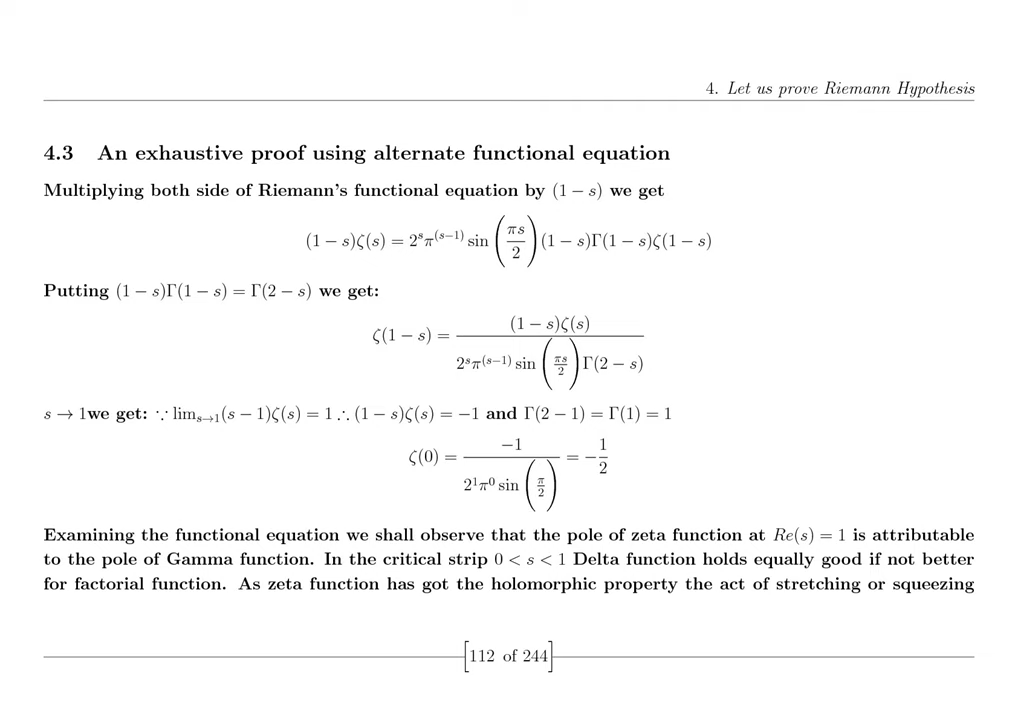 4. Let us prove Riemann Hypothesis
4.3 An exhaustive proof using alternate functional equation
Multiplying both side of Riemann's functional equation by (1 − s) we get
(1 − s)ζ(s) = 2^s π^(s−1) sin(πs/2)(1 − s)Γ(1 − s)ζ(1 − s)
Putting (1 − s)Γ(1 − s) = Γ(2 − s) we get:
ζ(1 − s) = (1 − s)ζ(s) / 2^s π^(s−1) sin(πs/2)Γ(2 − s)
s → 1we get: ∵ lim_{s→1}(s − 1)ζ(s) = 1 ∴ (1 − s)ζ(s) = −1 and Γ(2 − 1) = Γ(1) = 1
ζ(0) = −1 / 2^1 π^0 sin(π/2) = −1/2
Examining the functional equation we shall observe that the pole of zeta function at Re(s) = 1 is attributable
to the pole of Gamma function. In the critical strip 0 < s < 1 Delta function holds equally good if not better
for factorial function. As zeta function has got the holomorphic property the act of stretching or squeezing
112 of 244